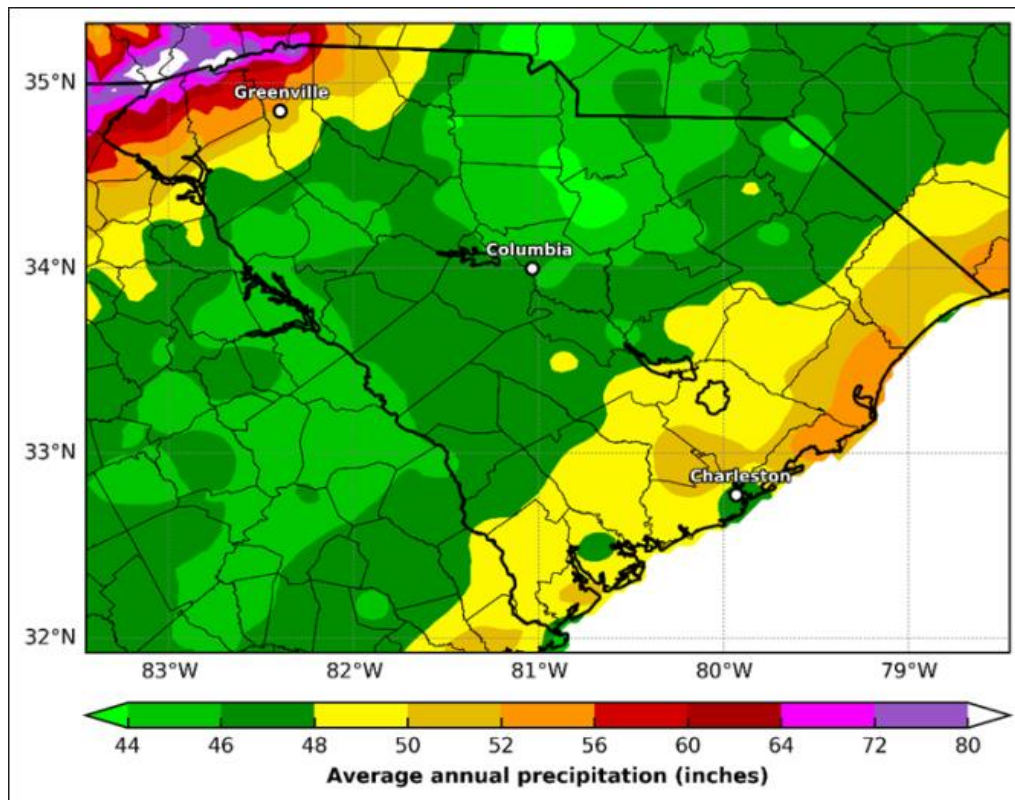 35°N
34°N
33°N
32°N
Greenville
Columbia
Charleston
83°W 82°W 81°W 80°W 79°W
44 46 48 50 52 56 60 64 72 80
Average annual precipitation (inches)